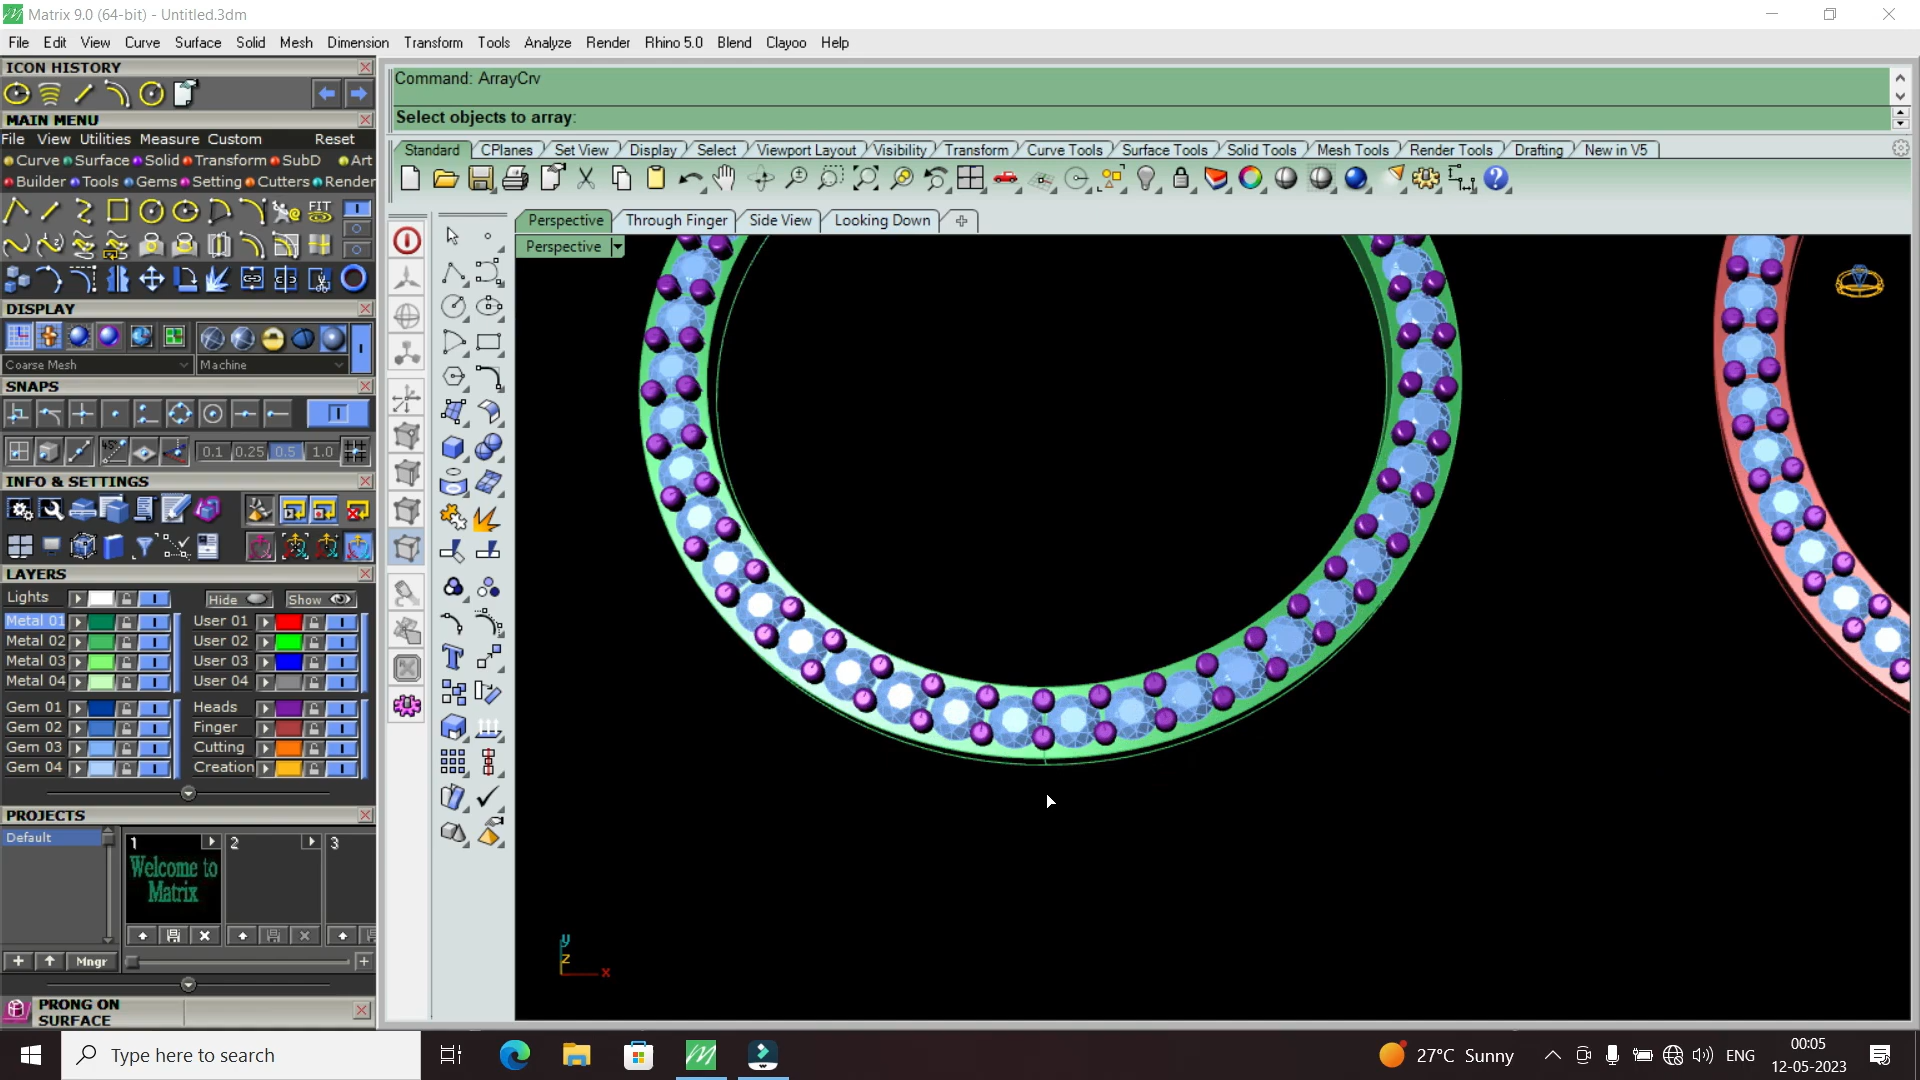 Matrix 9.0 (64-bit) - Untitled.3dm
File Edit View Curve Surface Solid Mesh Dimension Transform Tools Analyze Render Rhino 5.0 Blend Clayoo Help
ICON HISTORY
MAIN MENU
File View Utilities Measure Custom Reset
Curve Surface Solid Transform SubD Art
Builder Tools Gems Setting Cutters Render
FIT
DISPLAY
Coarse Mesh Machine
SNAPS
0.1 0.25 0.5 1.0
INFO & SETTINGS
LAYERS
Lights Hide Show
Metal 01 User 01
Metal 02 User 02
Metal 03 User 03
Metal 04 User 04
Gem 01 Heads
Gem 02 Finger
Gem 03 Cutting
Gem 04 Creation
PROJECTS
Default
1 2 3
Welcome to
Matrix
Mngr
PRONG ON
SURFACE
Command: ArrayCrv
Select objects to array:
Standard CPlanes Set View Display Select Viewport Layout Visibility Transform Curve Tools Surface Tools Solid Tools Mesh Tools Render Tools Drafting New in V5
Perspective Through Finger Side View Looking Down
Perspective
y
z
x
Type here to search
27°C Sunny
ENG
00:05
12-05-2023